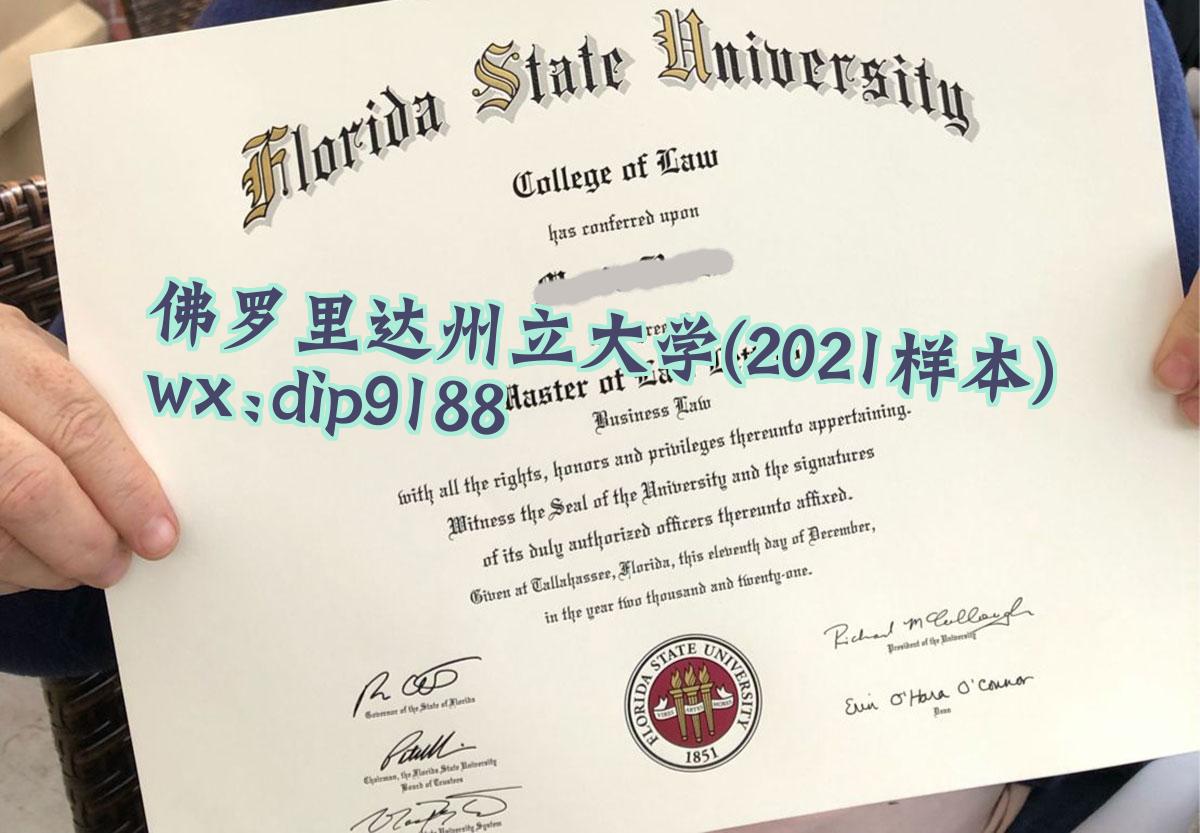 Florida State University
College of Law
has conferred upon
佛罗里达州立大学(2021样本)
wx:dip9188
Master of
Business Law
with all the rights, honors and privileges thereunto appertaining.
Witness the Seal of the University and the signatures
of its duly authorized officers thereunto affixed.
Given at Tallahassee, Florida, this eleventh day of December,
in the year two thousand and twenty-one.
Richard McCullough
President of the University
Governor of the State of Florida
FLORIDA STATE UNIVERSITY
VIRES ARTES MORES
1851
Erin O'Hara O'Connor
Dean
Chairman, the Florida State University
Board of Trustees
State University System